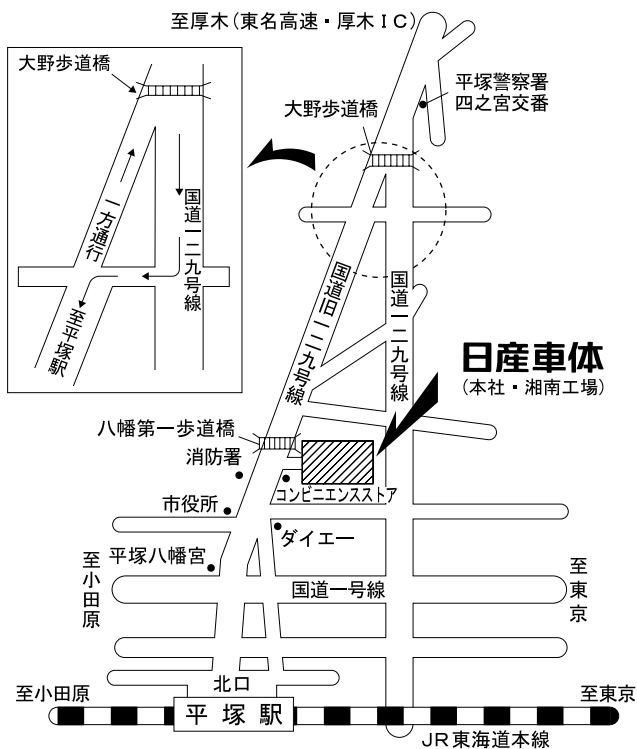 至厚木(東名高速・厚木IC)
大野歩道橋
一方通行
国道一二九号線
至平塚駅
平塚警察署
四之宮交番
大野歩道橋
国道旧一二九号線
国道一二九号線
日産車体
(本社・湘南工場)
八幡第一歩道橋
消防署
コンビニエンスストア
市役所
ダイエー
平塚八幡宮
至小田原
国道一号線
至東京
北口
至小田原
平塚駅
至東京
JR東海道本線